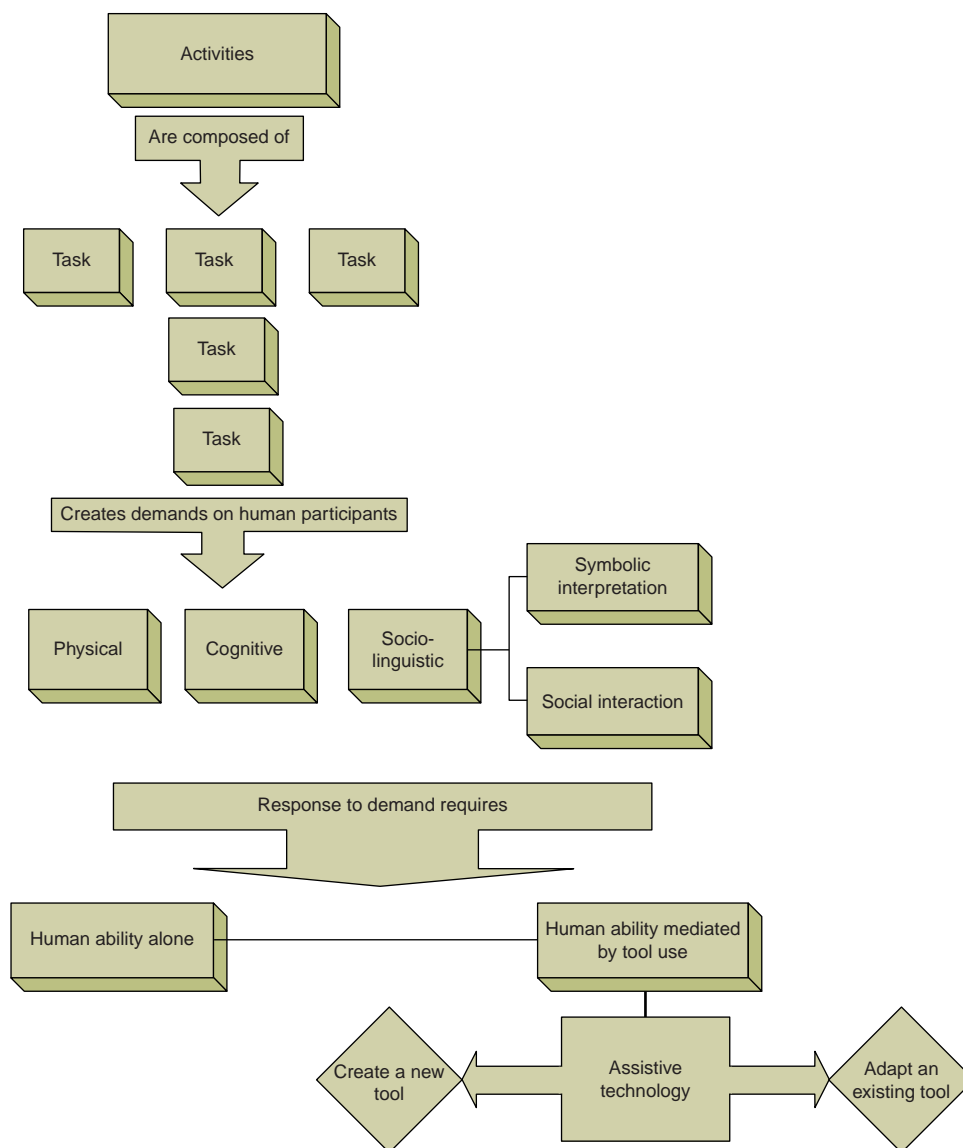 Activities
Are composed of
Task
Task
Task
Task
Task
Creates demands on human participants
Physical
Cognitive
Socio-
linguistic
Symbolic
interpretation
Social interaction
Response to demand requires
Human ability alone
Human ability mediated
by tool use
Create a new
tool
Assistive
technology
Adapt an
existing tool